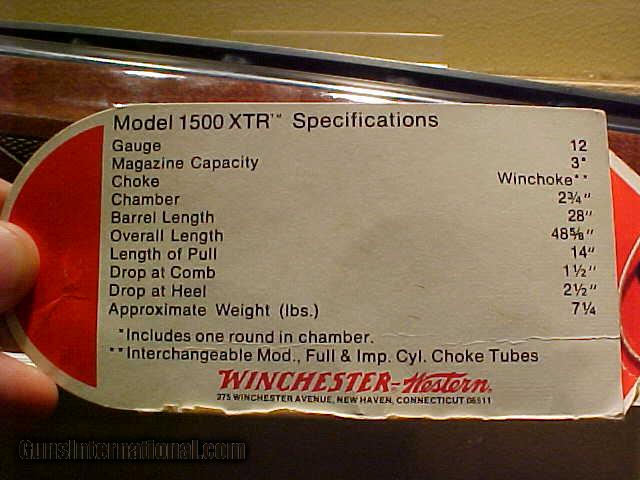 Model 1500 XTR™ Specifications
Gauge 12
Magazine Capacity 3*
Choke Winchoke**
Chamber 2¾"
Barrel Length 28"
Overall Length 48⅝"
Length of Pull 14"
Drop at Comb 1½"
Drop at Heel 2½"
Approximate Weight (lbs.) 7¼
*Includes one round in chamber.
**Interchangeable Mod., Full & Imp. Cyl. Choke Tubes
WINCHESTER-Western.
275 WINCHESTER AVENUE, NEW HAVEN, CONNECTICUT 06511
GunsInternational.com